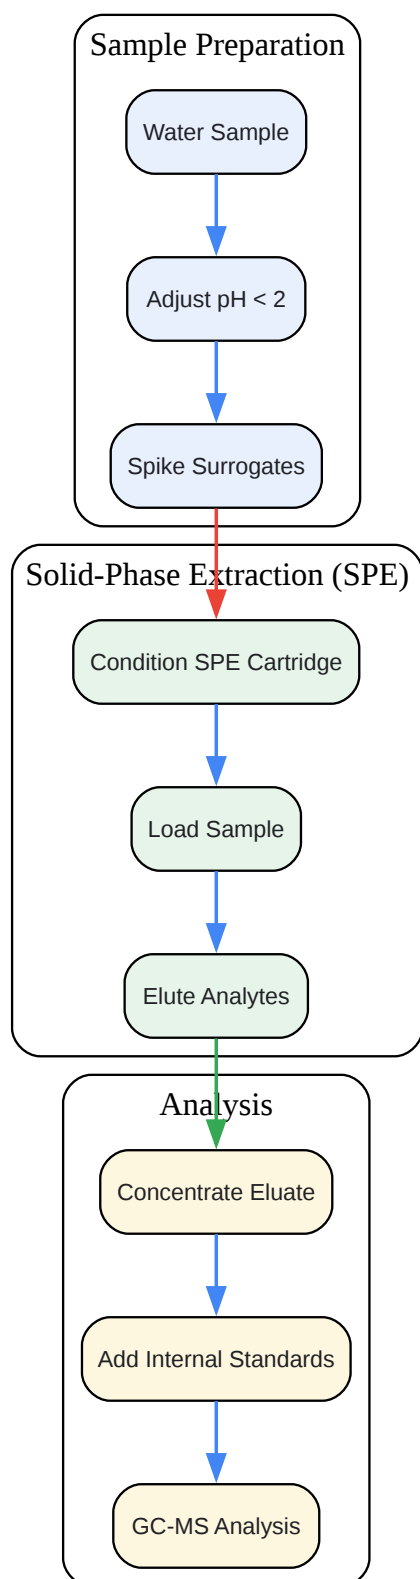 Sample Preparation
Water Sample
Adjust pH < 2
Spike Surrogates
Solid-Phase Extraction (SPE)
Condition SPE Cartridge
Load Sample
Elute Analytes
Analysis
Concentrate Eluate
Add Internal Standards
GC-MS Analysis